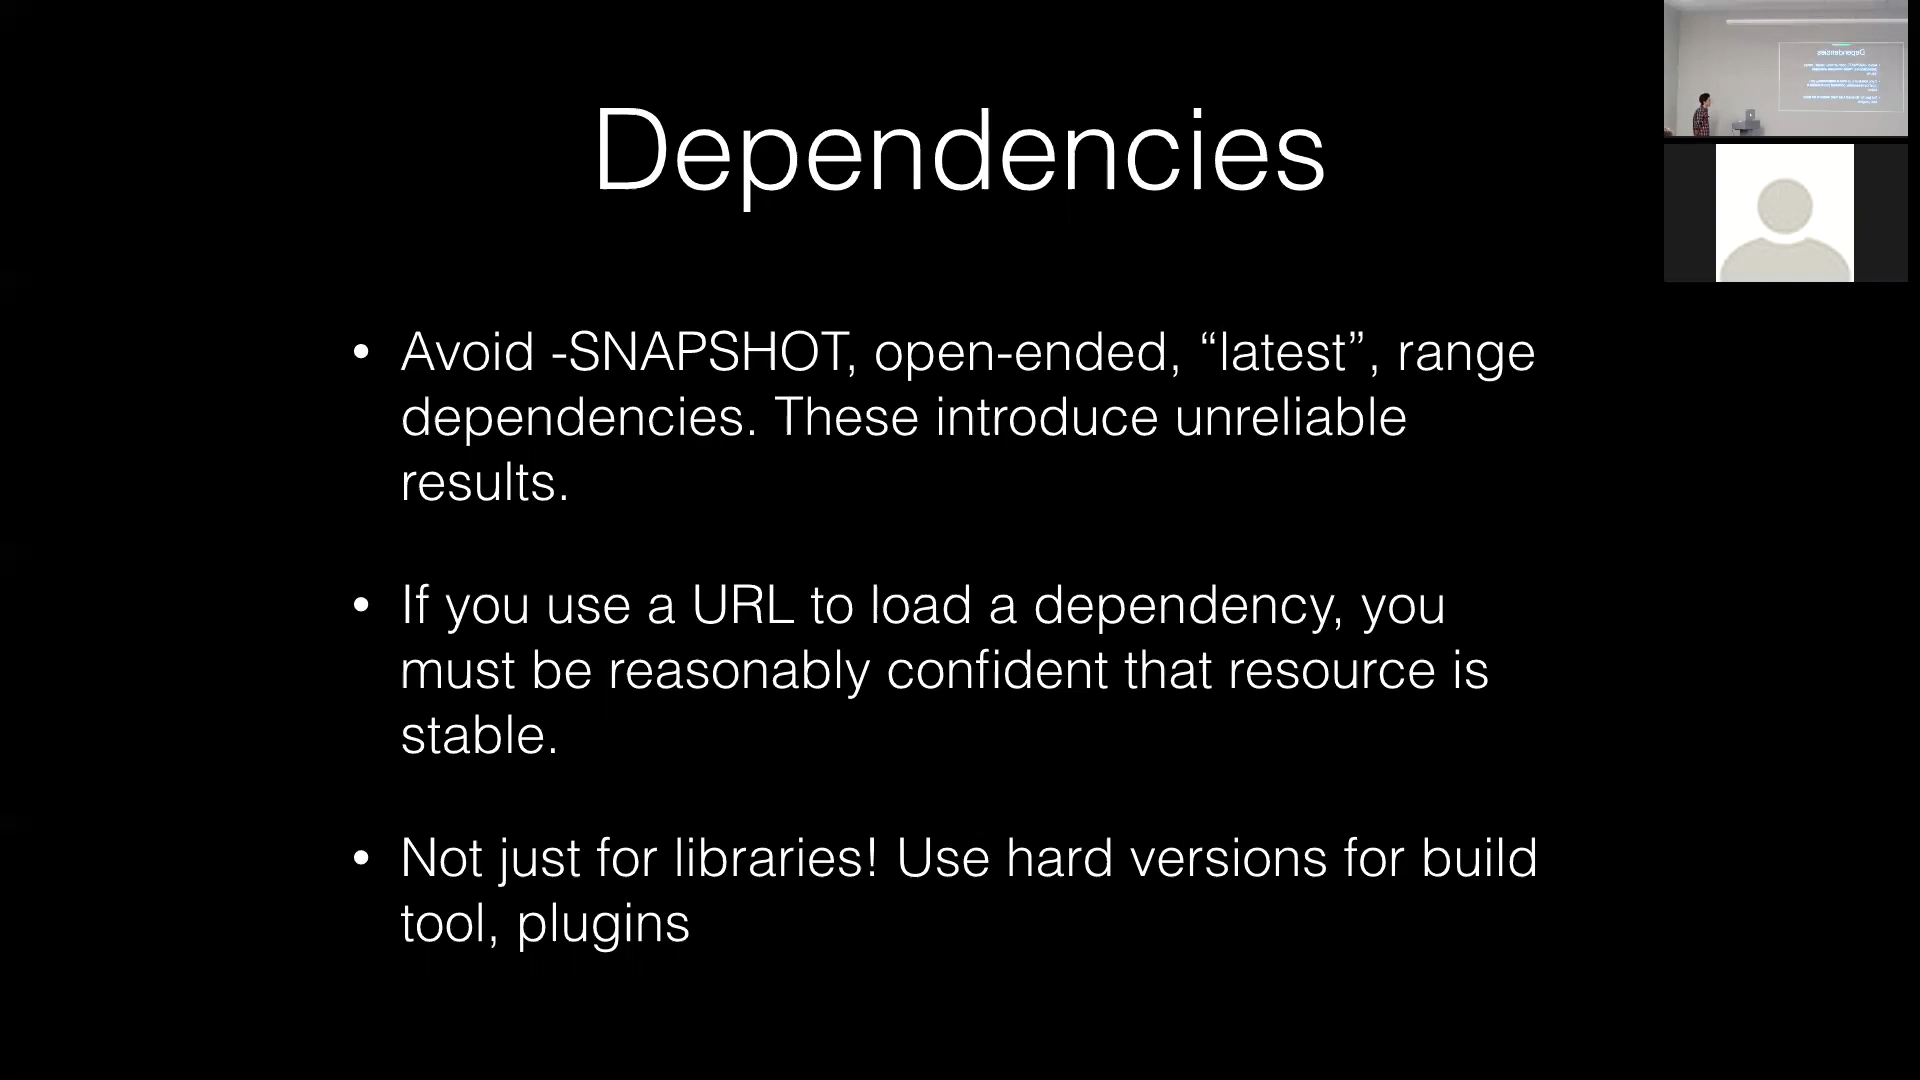 Dependencies
• Avoid -SNAPSHOT, open-ended, “latest”, range
dependencies. These introduce unreliable
results.
• If you use a URL to load a dependency, you
must be reasonably confident that resource is
stable.
• Not just for libraries! Use hard versions for build
tool, plugins
Dependencies